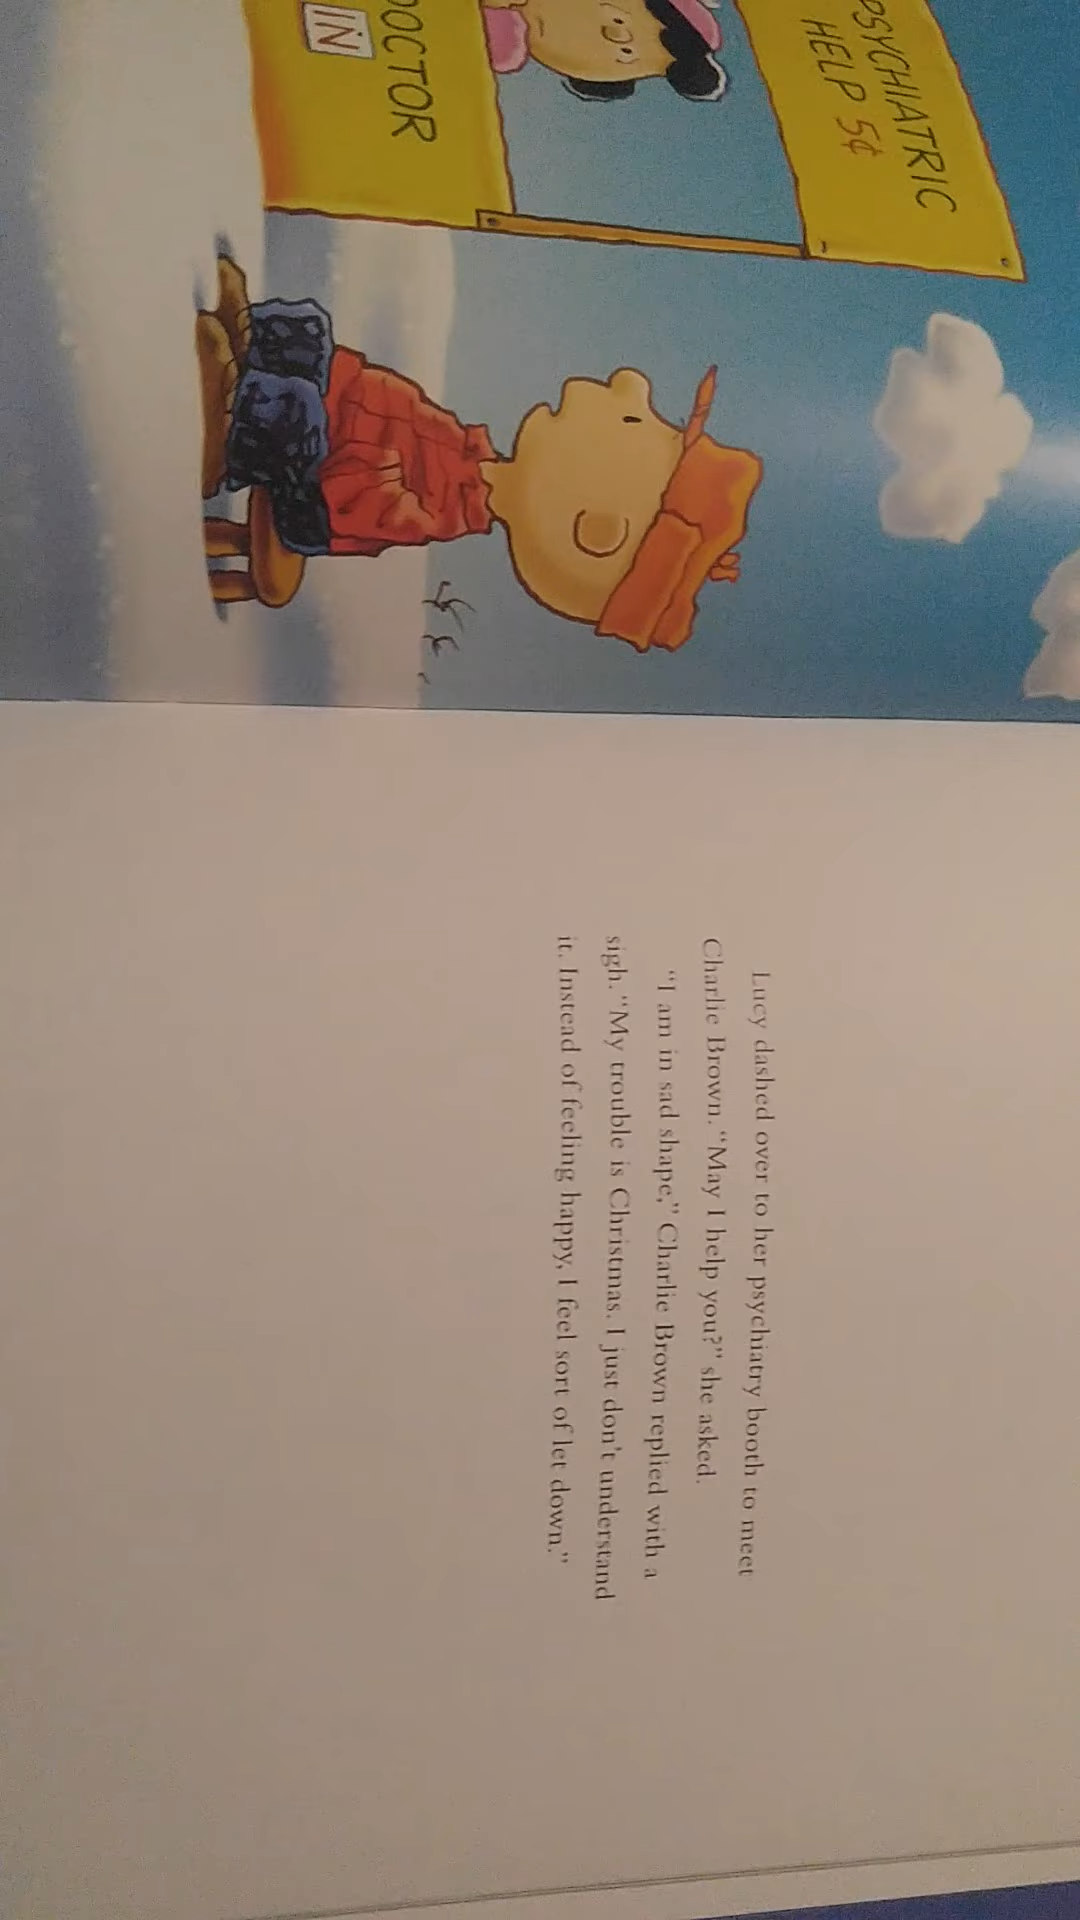 PSYCHIATRIC
HELP 5¢
DOCTOR
IN
Lucy dashed over to her psychiatry booth to meet
Charlie Brown. “May I help you?” she asked.
“I am in sad shape,” Charlie Brown replied with a
sigh. “My trouble is Christmas. I just don’t understand
it. Instead of feeling happy, I feel sort of let down.”